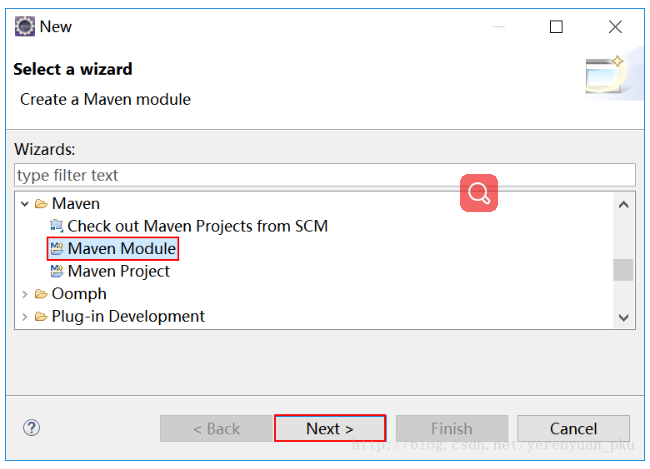 New
Select a wizard
Create a Maven module
Wizards:
type filter text
Maven
Check out Maven Projects from SCM
Maven Module
Maven Project
Oomph
Plug-in Development
? < Back Next > Finish Cancel
http://blog.csdn.net/yerenyuan_pku